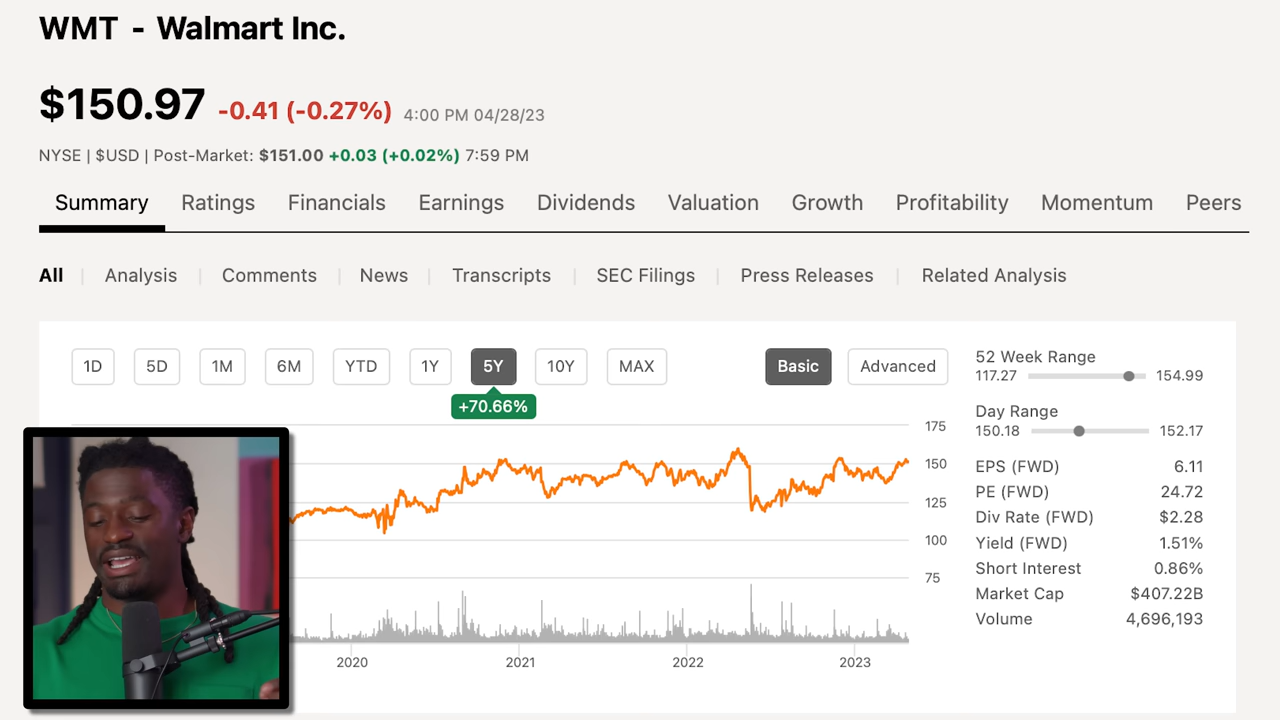 WMT - Walmart Inc.
$150.97 -0.41 (-0.27%) 4:00 PM 04/28/23
NYSE | $USD | Post-Market: $151.00 +0.03 (+0.02%) 7:59 PM
Summary Ratings Financials Earnings Dividends Valuation Growth Profitability Momentum Peers
All | Analysis | Comments | News | Transcripts | SEC Filings | Press Releases | Related Analysis
1D 5D 1M 6M YTD 1Y 5Y 10Y MAX Basic Advanced
+70.66%
175
150
125
100
75
2020 2021 2022 2023
52 Week Range
117.27 154.99
Day Range
150.18 152.17
EPS (FWD) 6.11
PE (FWD) 24.72
Div Rate (FWD) $2.28
Yield (FWD) 1.51%
Short Interest 0.86%
Market Cap $407.22B
Volume 4,696,193